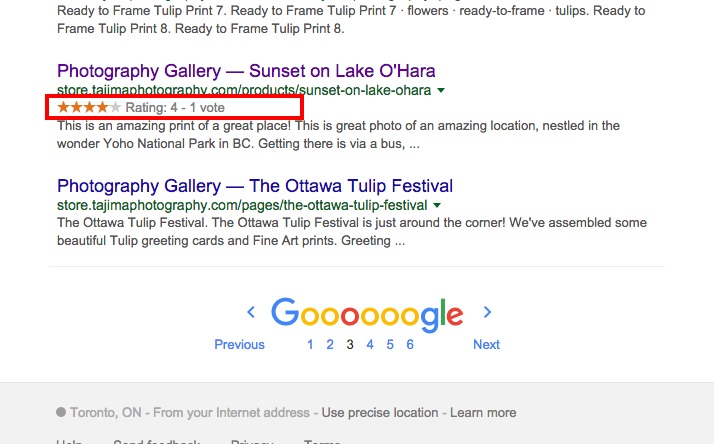 Ready to Frame Tulip Print 7. Ready to Frame Tulip Print 7 · flowers · ready-to-frame · tulips. Ready to
Frame Tulip Print 8. Ready to Frame Tulip Print 8.
Photography Gallery — Sunset on Lake O'Hara
store.tajimaphotography.com/products/sunset-on-lake-ohara
Rating: 4 - 1 vote
This is an amazing print of a great place! This is great photo of an amazing location, nestled in the
wonder Yoho National Park in BC. Getting there is via a bus, ...
Photography Gallery — The Ottawa Tulip Festival
store.tajimaphotography.com/pages/the-ottawa-tulip-festival
The Ottawa Tulip Festival. The Ottawa Tulip Festival is just around the corner! We've assembled some
beautiful Tulip greeting cards and Fine Art prints. Greeting ...
Goooooogle
Previous 1 2 3 4 5 6 Next
Toronto, ON - From your Internet address - Use precise location - Learn more
Help Send feedback Privacy Terms